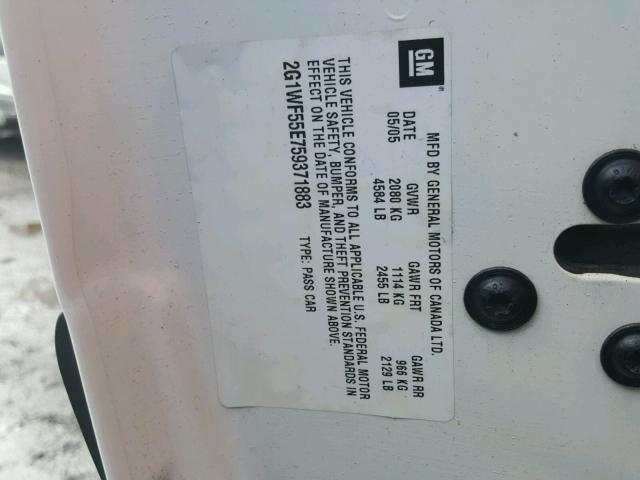 GM
MFD BY GENERAL MOTORS OF CANADA LTD.
DATE GVWR GAWR FRT GAWR RR
05/05 2080 KG 1114 KG 966 KG
4584 LB 2455 LB 2129 LB
THIS VEHICLE CONFORMS TO ALL APPLICABLE U.S. FEDERAL MOTOR
VEHICLE SAFETY, BUMPER, AND THEFT PREVENTION STANDARDS IN
EFFECT ON THE DATE OF MANUFACTURE SHOWN ABOVE.
2G1WF55E759371883 TYPE: PASS CAR